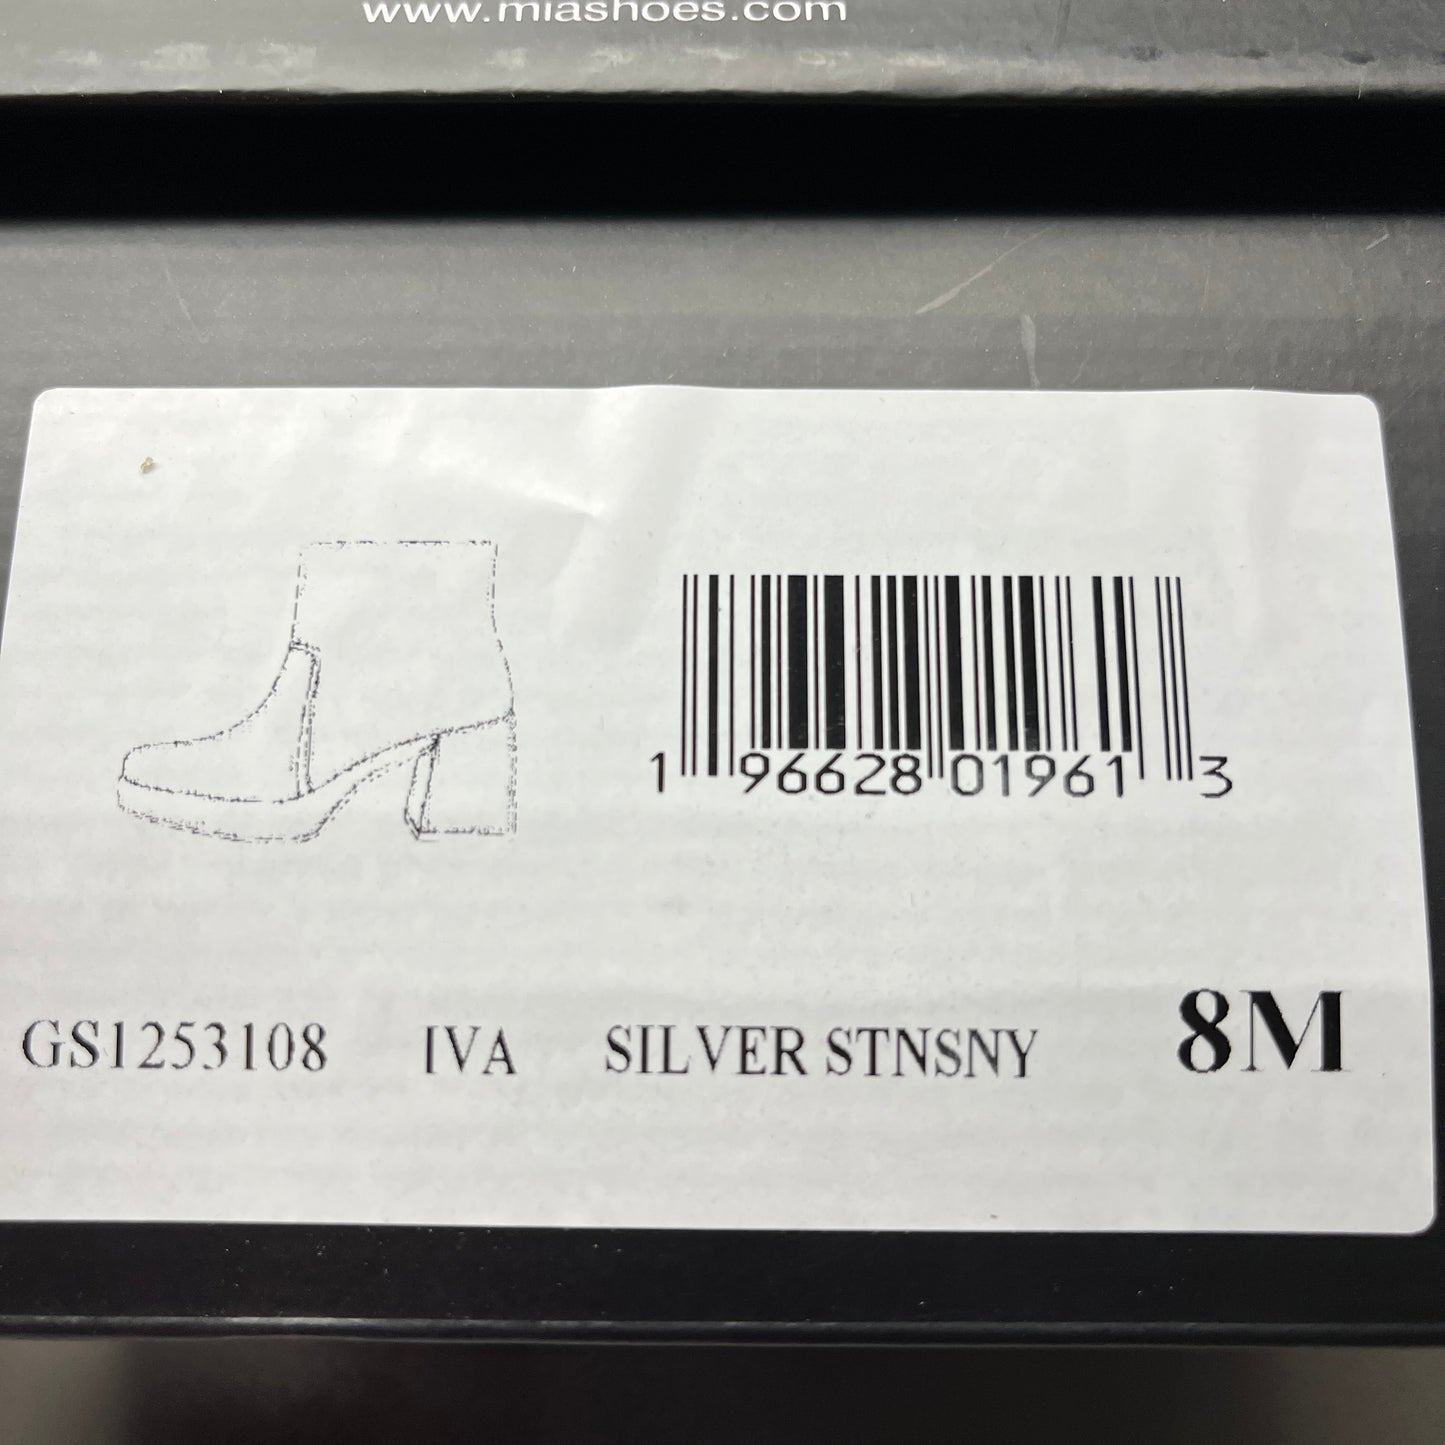 www.miashoes.com
1 96628 01961 3
GS1253108 IVA SILVER STNSNY 8M